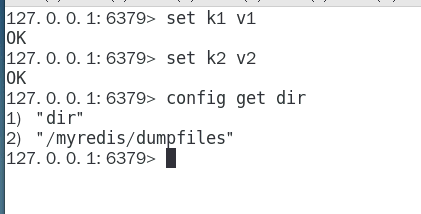 127.0.0.1:6379> set k1 v1
OK
127.0.0.1:6379> set k2 v2
OK
127.0.0.1:6379> config get dir
1) "dir"
2) "/myredis/dumpfiles"
127.0.0.1:6379>